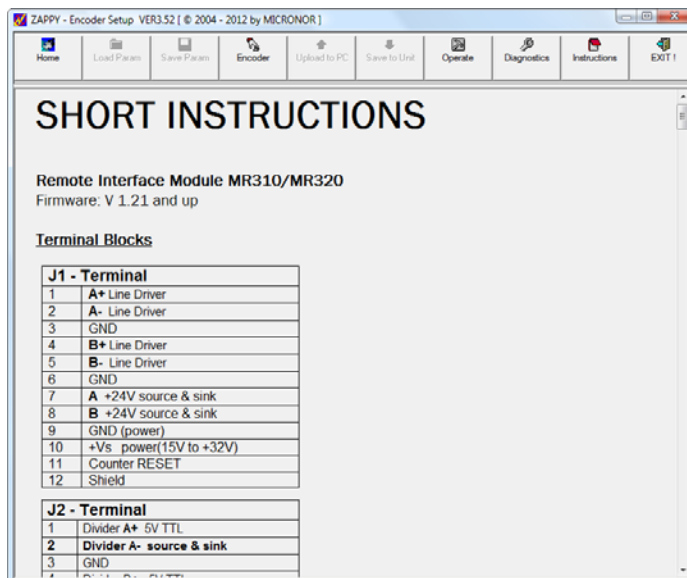 ZAPPY - Encoder Setup VER3.52 [ © 2004 - 2012 by MICRONOR ]
Home Load Param Save Param Encoder Upload to PC Save to Unit Operate Diagnostics Instructions EXIT !
SHORT INSTRUCTIONS
Remote Interface Module MR310/MR320
Firmware: V 1.21 and up
Terminal Blocks
J1 - Terminal
1 A+ Line Driver
2 A- Line Driver
3 GND
4 B+ Line Driver
5 B- Line Driver
6 GND
7 A +24V source & sink
8 B +24V source & sink
9 GND (power)
10 +Vs power(15V to +32V)
11 Counter RESET
12 Shield
J2 - Terminal
1 Divider A+ 5V TTL
2 Divider A- source & sink
3 GND